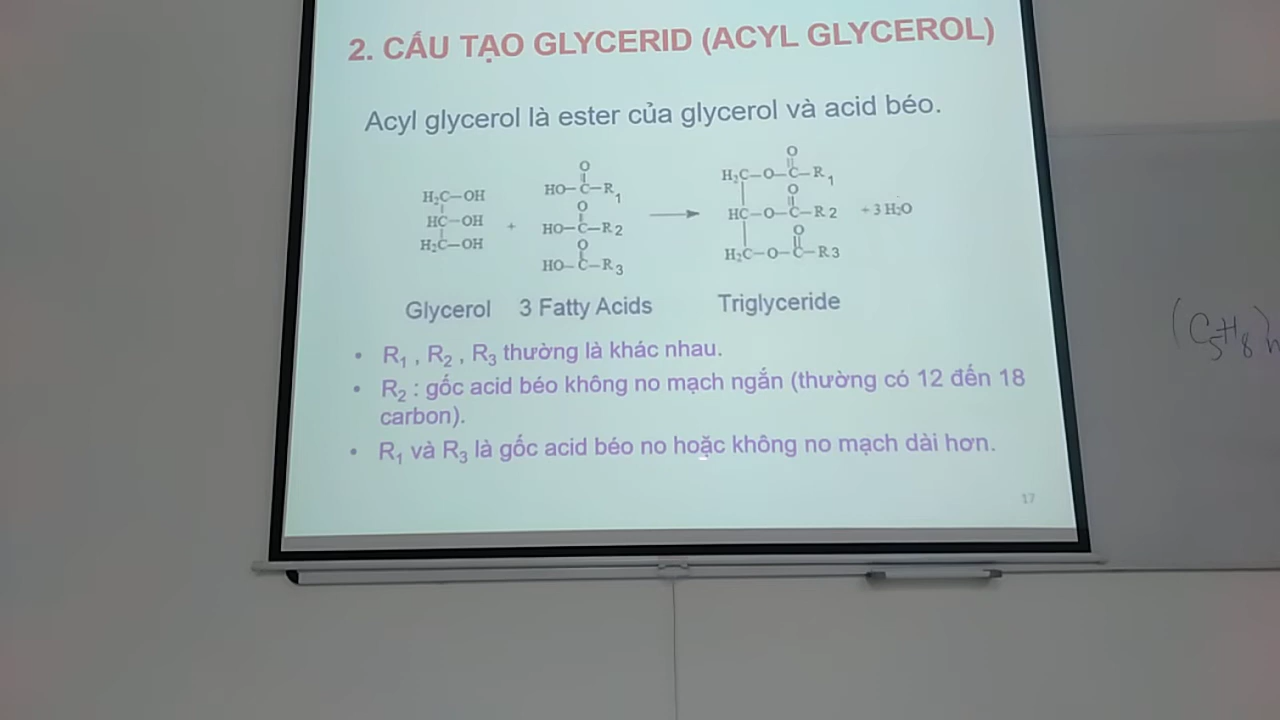 2. CẤU TẠO GLYCERID (ACYL GLYCEROL)
Acyl glycerol là ester của glycerol và acid béo.
H₂C–OH
HC–OH
H₂C–OH
+
O
HO–C–R₁
O
HO–C–R2
O
HO–C–R₃
O
H₂C–O–C–R₁
O
HC–O–C–R2
O
H₂C–O–C–R3
+ 3 H₂O
Glycerol 3 Fatty Acids Triglyceride
• R₁ , R₂ , R₃ thường là khác nhau.
• R₂ : gốc acid béo không no mạch ngắn (thường có 12 đến 18
carbon).
• R₁ và R₃ là gốc acid béo no hoặc không no mạch dài hơn.
17
(C₅H₈)n